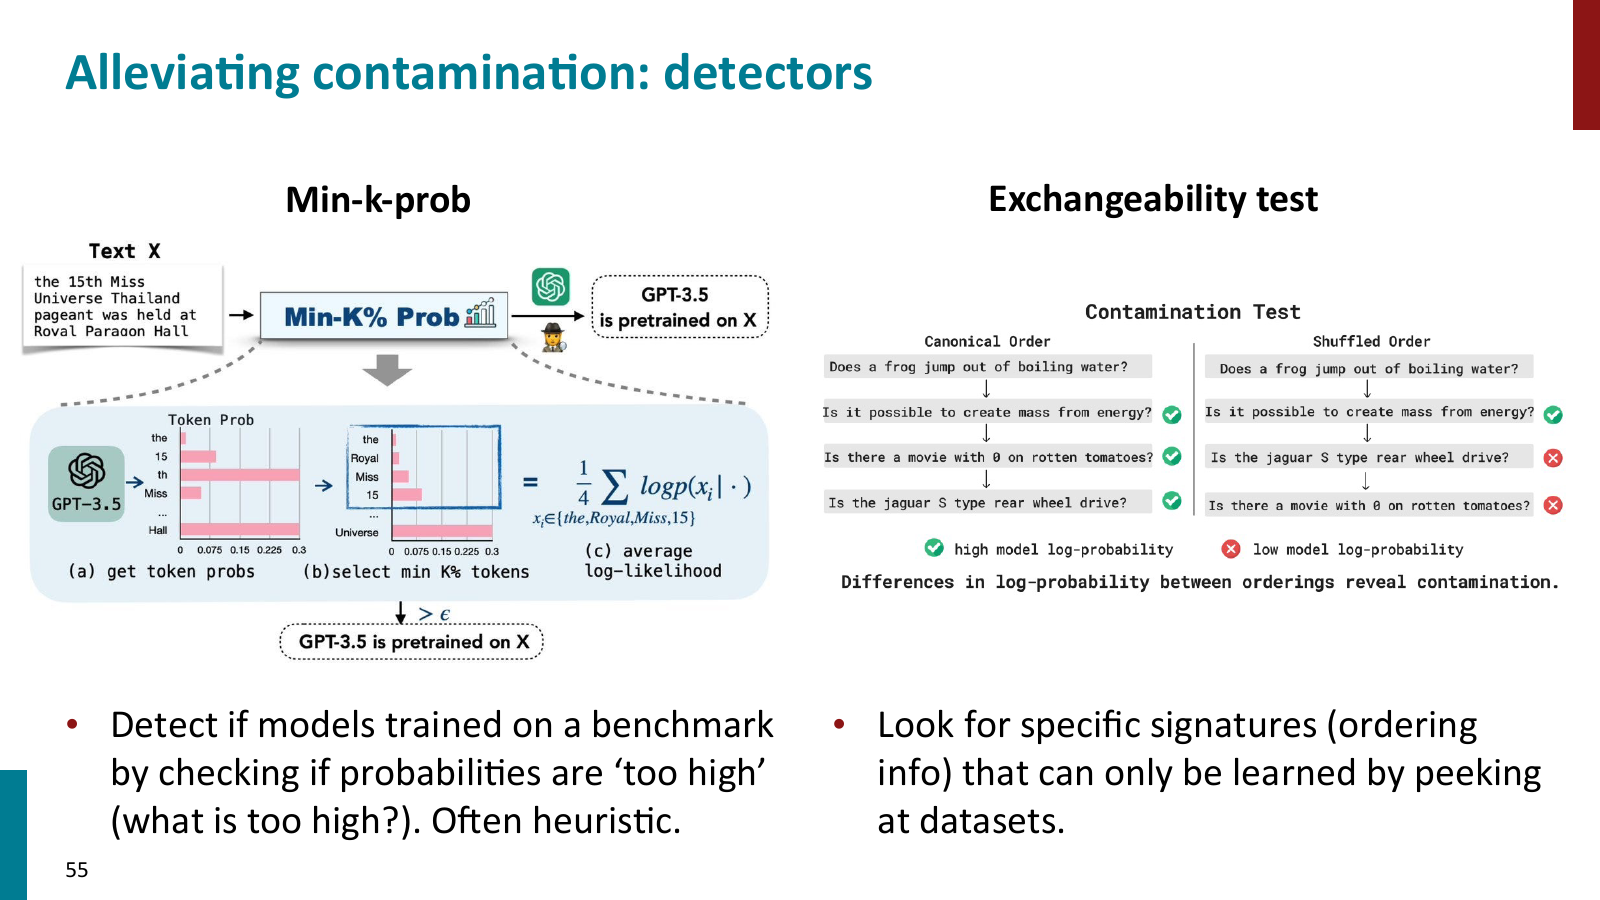 Alleviating contamination: detectors
Min-k-prob
Text X
the 15th Miss
Universe Thailand
pageant was held at
Royal Paragon Hall
Min-K% Prob
GPT-3.5
is pretrained on X
Token Prob
the
15
th
Miss
...
Hall
0 0.075 0.15 0.225 0.3
GPT-3.5
(a) get token probs
the
Royal
Miss
15
...
Universe
0 0.075 0.15 0.225 0.3
(b)select min K% tokens
= 1/4 ∑ logp(xᵢ| · )
xᵢ∈{the,Royal,Miss,15}
(c) average
log-likelihood
> ϵ
GPT-3.5 is pretrained on X
• Detect if models trained on a benchmark
by checking if probabilities are ‘too high’
(what is too high?). Often heuristic.
Exchangeability test
Contamination Test
Canonical Order
Does a frog jump out of boiling water?
Is it possible to create mass from energy?
Is there a movie with 0 on rotten tomatoes?
Is the jaguar S type rear wheel drive?
Shuffled Order
Does a frog jump out of boiling water?
Is it possible to create mass from energy?
Is the jaguar S type rear wheel drive?
Is there a movie with 0 on rotten tomatoes?
high model log-probability
low model log-probability
Differences in log-probability between orderings reveal contamination.
• Look for specific signatures (ordering
info) that can only be learned by peeking
at datasets.
55